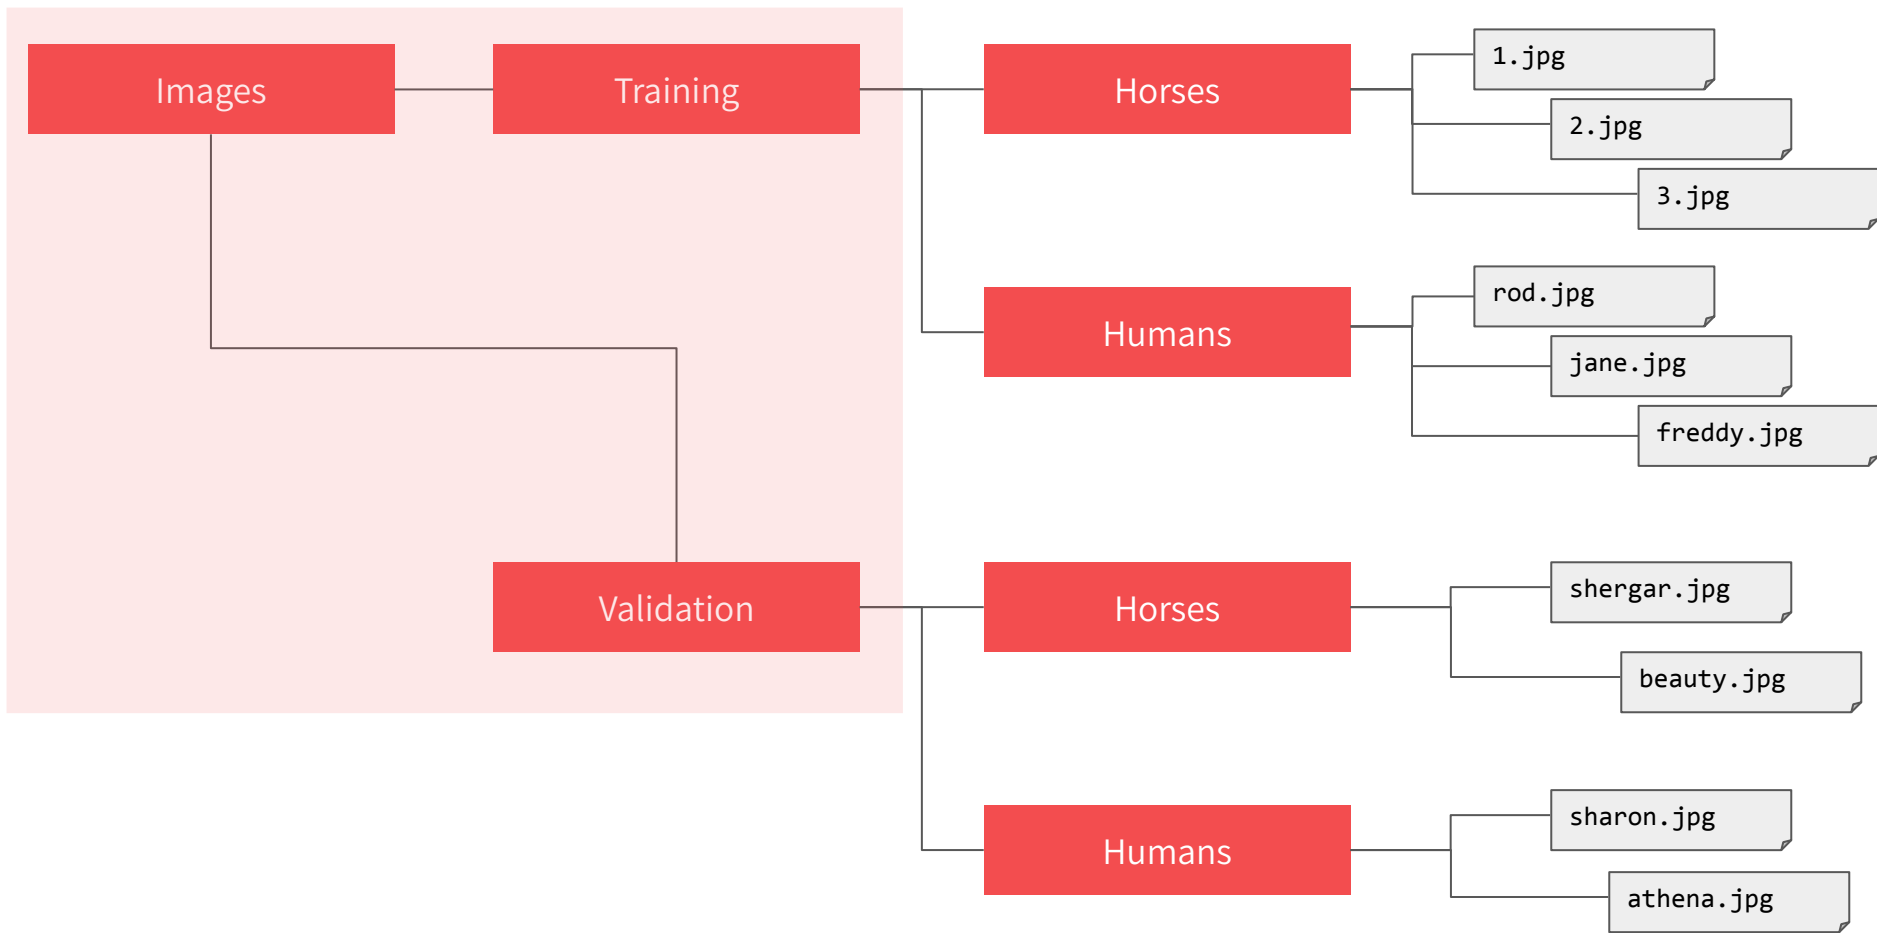 Images
Training
Horses
1.jpg
2.jpg
3.jpg
Humans
rod.jpg
jane.jpg
freddy.jpg
Validation
Horses
shergar.jpg
beauty.jpg
Humans
sharon.jpg
athena.jpg